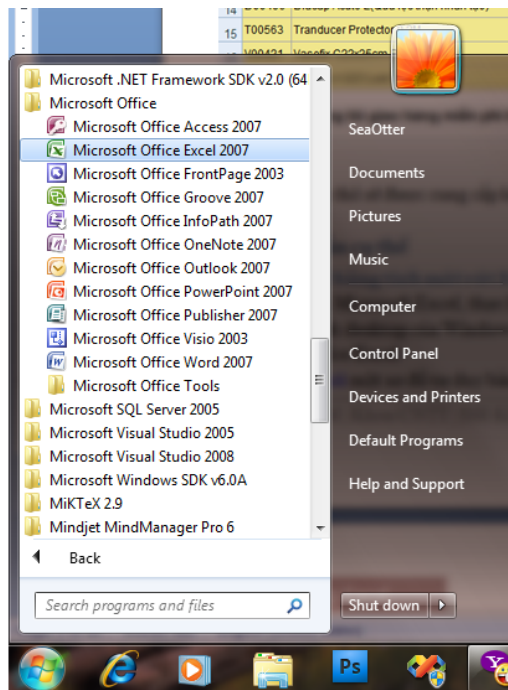 14
15 T00563 Tranducer Protector
Microsoft .NET Framework SDK v2.0 (64
Microsoft Office
Microsoft Office Access 2007
Microsoft Office Excel 2007
Microsoft Office FrontPage 2003
Microsoft Office Groove 2007
Microsoft Office InfoPath 2007
Microsoft Office OneNote 2007
Microsoft Office Outlook 2007
Microsoft Office PowerPoint 2007
Microsoft Office Publisher 2007
Microsoft Office Visio 2003
Microsoft Office Word 2007
Microsoft Office Tools
Microsoft SQL Server 2005
Microsoft Visual Studio 2005
Microsoft Visual Studio 2008
Microsoft Windows SDK v6.0A
MiKTeX 2.9
Mindjet MindManager Pro 6
Back
Search programs and files
SeaOtter
Documents
Pictures
Music
Computer
Control Panel
Devices and Printers
Default Programs
Help and Support
Shut down
Ps